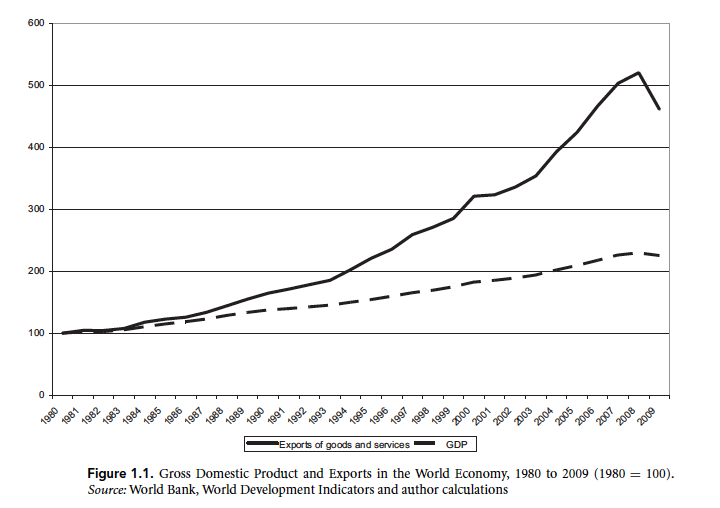 600
500
400
300
200
100
0
1980 1981 1982 1983 1984 1985 1986 1987 1988 1989 1990 1991 1992 1993 1994 1995 1996 1997 1998 1999 2000 2001 2002 2003 2004 2005 2006 2007 2008 2009
Exports of goods and services GDP
Figure 1.1. Gross Domestic Product and Exports in the World Economy, 1980 to 2009 (1980 = 100).
Source: World Bank, World Development Indicators and author calculations